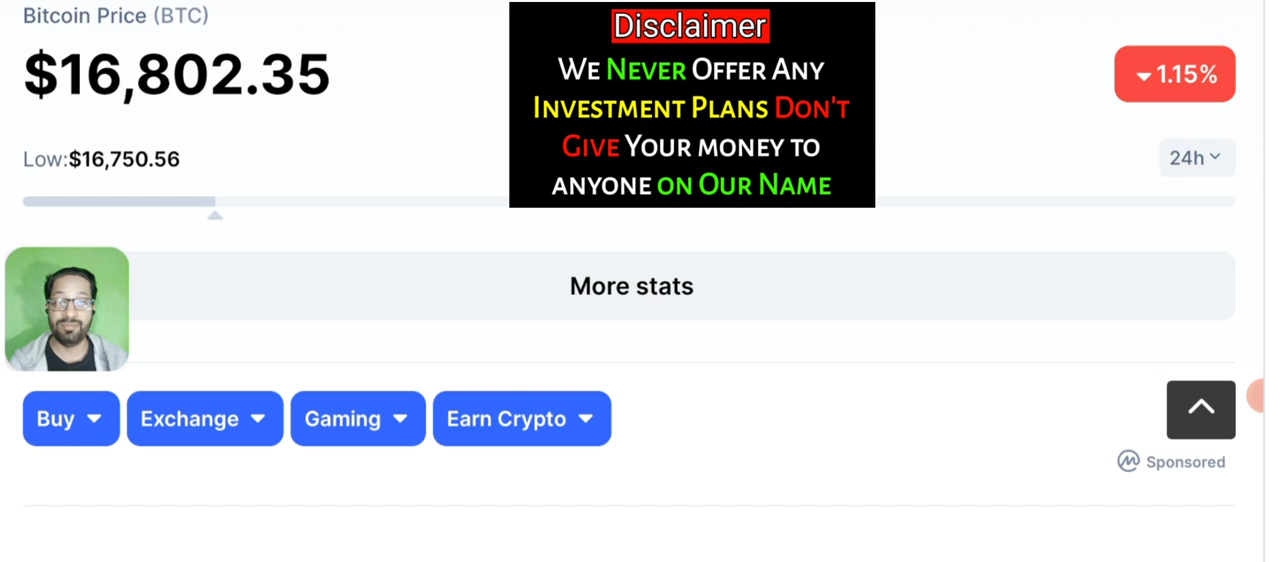 Bitcoin Price (BTC)
$16,802.35
1.15%
Low:$16,750.56
24h
Disclaimer
We Never Offer Any
Investment Plans Don't
Give Your money to
anyone on Our Name
More stats
Buy
Exchange
Gaming
Earn Crypto
Sponsored